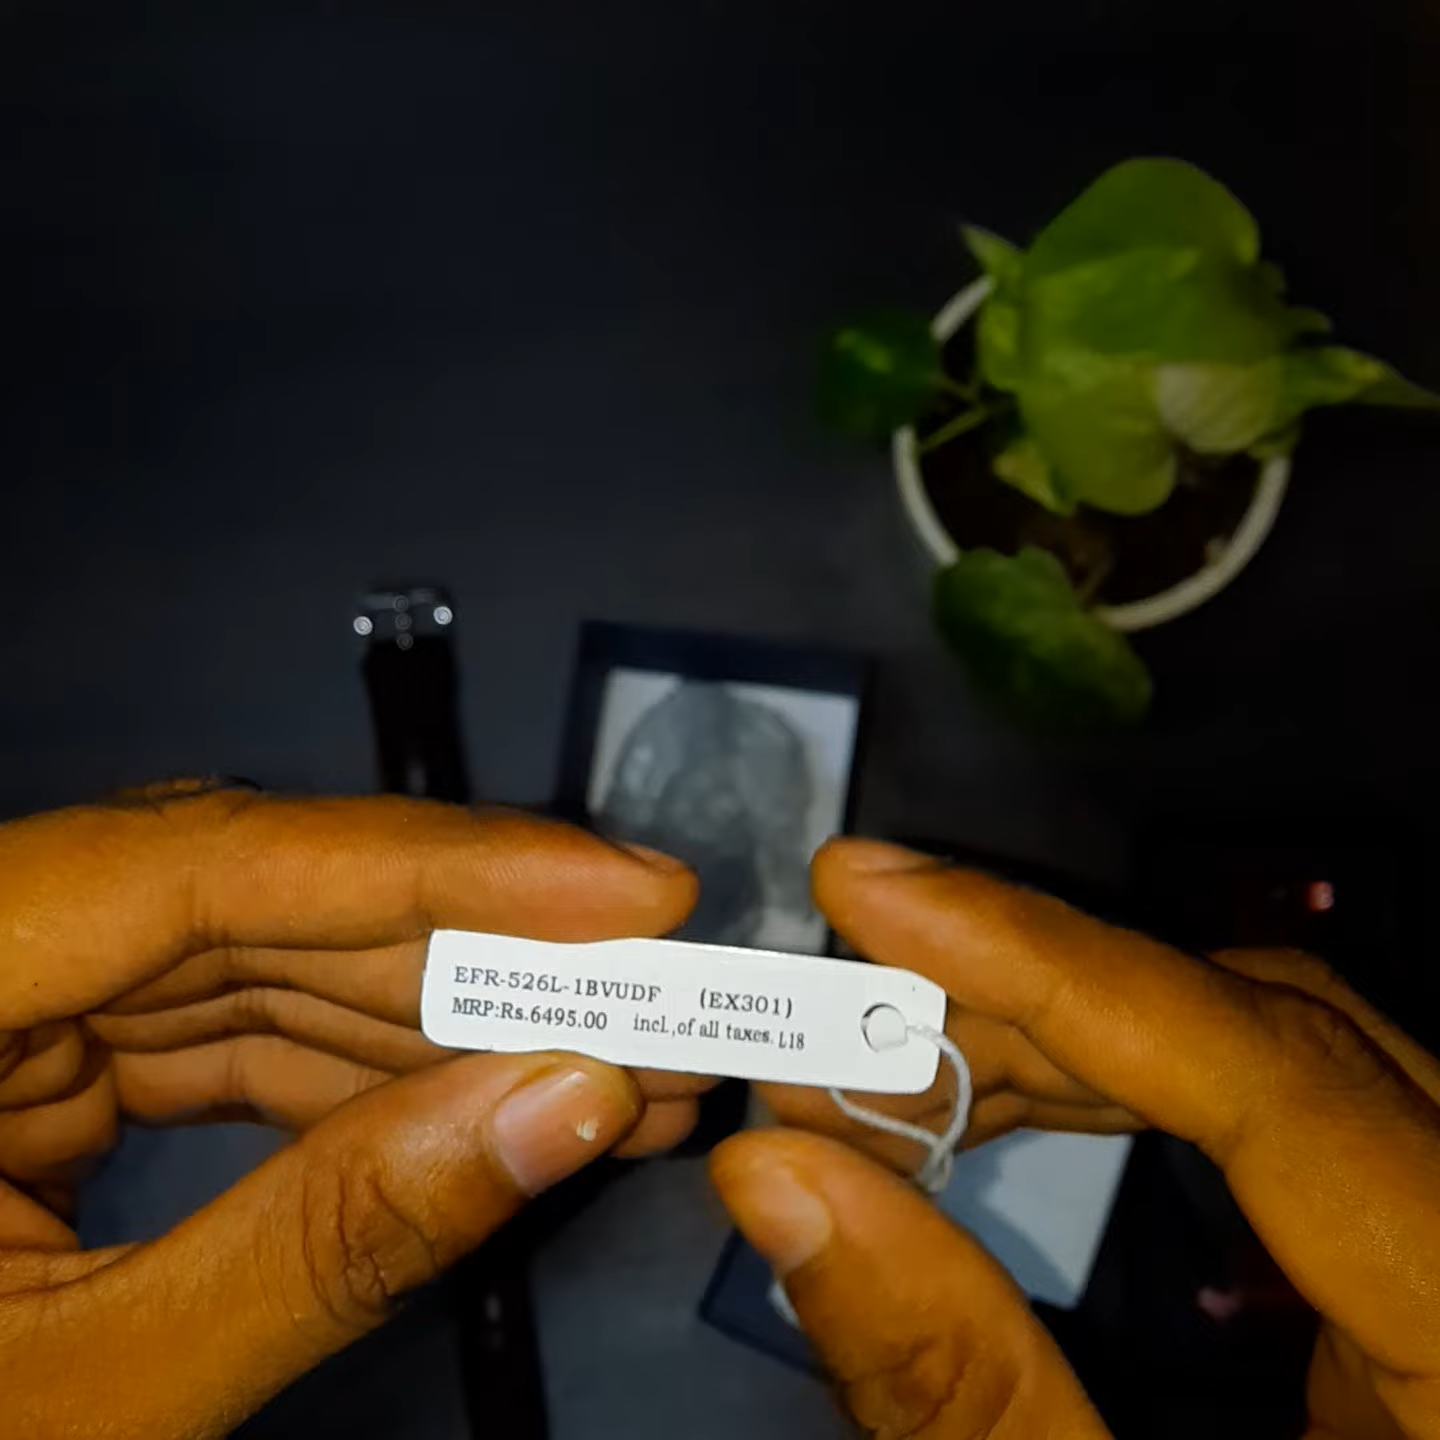 EFR-526L-1BVUDF (EX301)
MRP:Rs.6495.00 incl.,of all taxes. L18